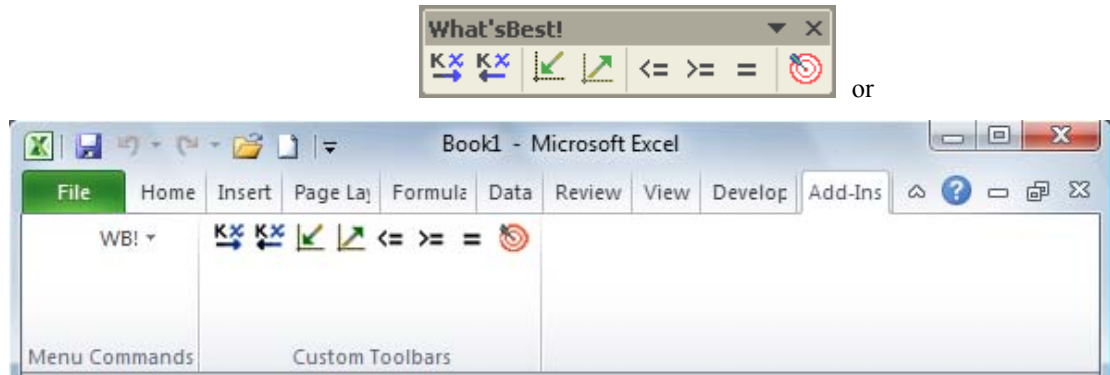 What'sBest!
K X K X <= >= =
or
Book1 - Microsoft Excel
File Home Insert Page Lay Formula Data Review View Develop Add-Ins
WB! K X K X <= >= =
Menu Commands Custom Toolbars